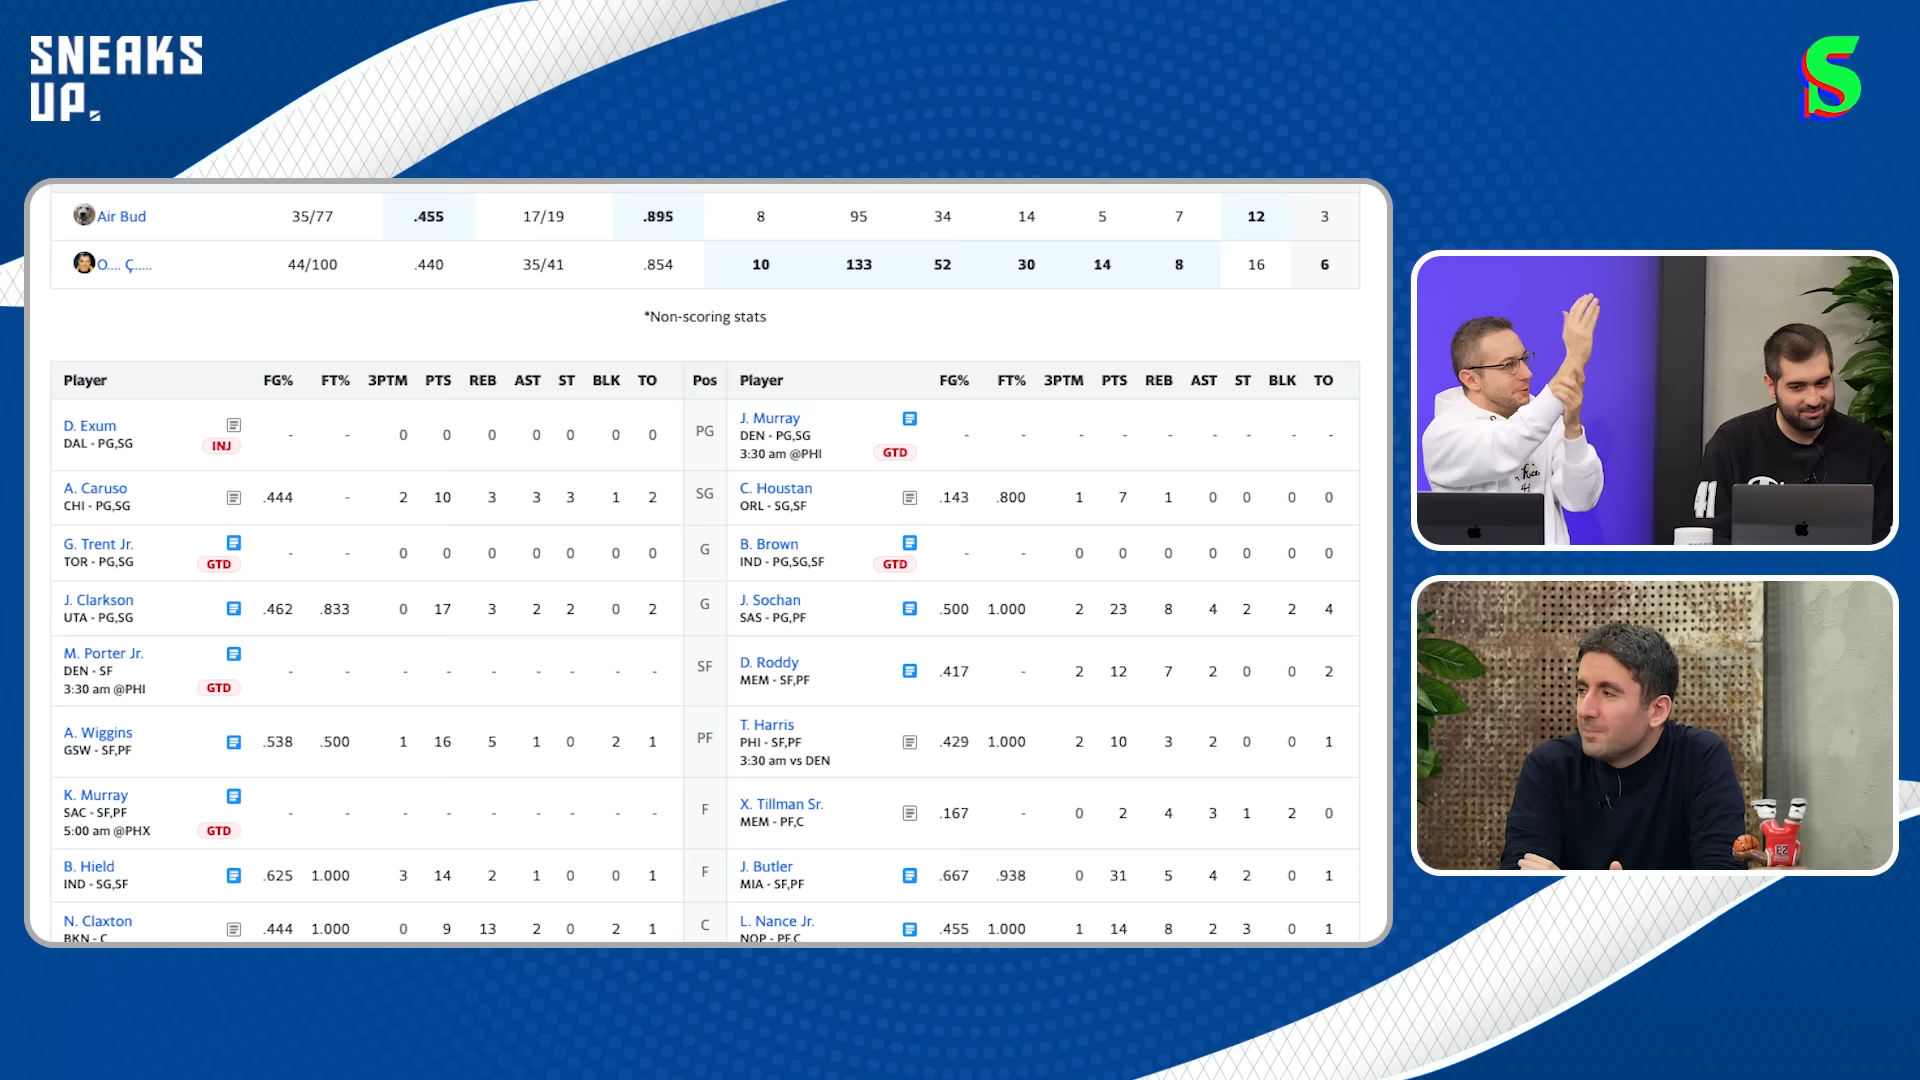 SNEAKS
UP.
S
Air Bud 35/77 .455 17/19 .895 8 95 34 14 5 7 12 3
O.... Ç..... 44/100 .440 35/41 .854 10 133 52 30 14 8 16 6
*Non-scoring stats
Player FG% FT% 3PTM PTS REB AST ST BLK TO Pos Player FG% FT% 3PTM PTS REB AST ST BLK TO
D. Exum
DAL - PG,SG
INJ
- - 0 0 0 0 0 0 0
PG
J. Murray
DEN - PG,SG
3:30 am @PHI
GTD
- - - - - - - - -
A. Caruso
CHI - PG,SG
.444 - 2 10 3 3 3 1 2
SG
C. Houstan
ORL - SG,SF
.143 .800 1 7 1 0 0 0 0
G. Trent Jr.
TOR - PG,SG
GTD
- - 0 0 0 0 0 0 0
G
B. Brown
IND - PG,SG,SF
GTD
- - 0 0 0 0 0 0 0
J. Clarkson
UTA - PG,SG
.462 .833 0 17 3 2 2 0 2
G
J. Sochan
SAS - PG,PF
.500 1.000 2 23 8 4 2 2 4
M. Porter Jr.
DEN - SF
3:30 am @PHI
GTD
- - - - - - - - -
SF
D. Roddy
MEM - SF,PF
.417 - 2 12 7 2 0 0 2
A. Wiggins
GSW - SF,PF
.538 .500 1 16 5 1 0 2 1
PF
T. Harris
PHI - SF,PF
3:30 am vs DEN
.429 1.000 2 10 3 2 0 0 1
K. Murray
SAC - SF,PF
5:00 am @PHX
GTD
- - - - - - - - -
F
X. Tillman Sr.
MEM - PF,C
.167 - 0 2 4 3 1 2 0
B. Hield
IND - SG,SF
.625 1.000 3 14 2 1 0 0 1
F
J. Butler
MIA - SF,PF
.667 .938 0 31 5 4 2 0 1
N. Claxton
BKN - C
.444 1.000 0 9 13 2 0 2 1
C
L. Nance Jr.
NOP - PF,C
.455 1.000 1 14 8 2 3 0 1